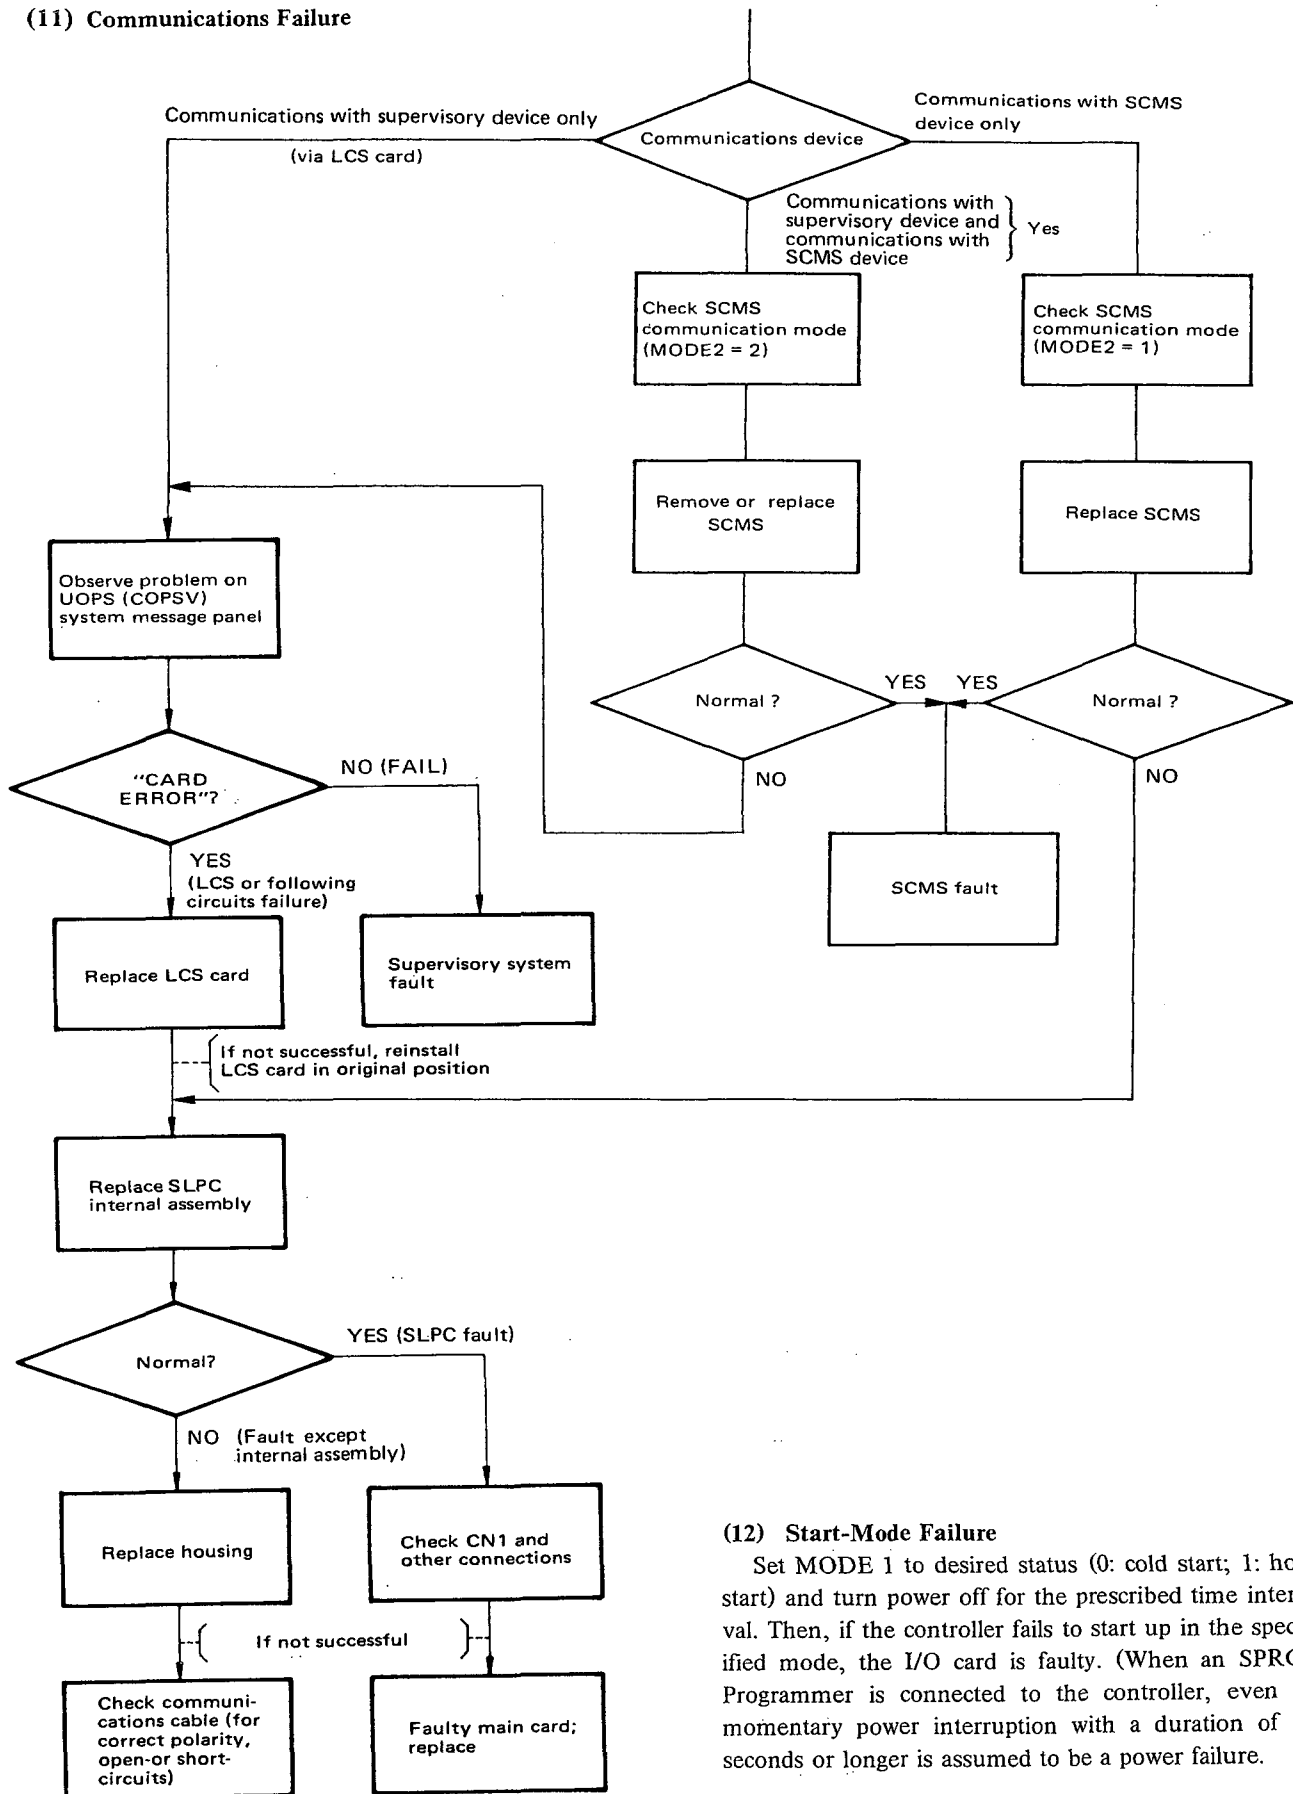 (11) Communications Failure
Communications with supervisory device only
(via LCS card)
Communications device
Communications with SCMS
device only
Communications with
supervisory device and
communications with
SCMS device
Yes
Check SCMS
communication mode
(MODE2 = 2)
Check SCMS
communication mode
(MODE2 = 1)
Remove or replace
SCMS
Replace SCMS
Observe problem on
UOPS (COPSV)
system message panel
Normal ?
YES
YES
Normal ?
NO
NO
"CARD
ERROR"?
NO (FAIL)
YES
(LCS or following
circuits failure)
SCMS fault
Replace LCS card
Supervisory system
fault
If not successful, reinstall
LCS card in original position
Replace SLPC
internal assembly
Normal?
YES (SLPC fault)
NO (Fault except
internal assembly)
Replace housing
Check CN1 and
other connections
If not successful
Check communi-
cations cable (for
correct polarity,
open-or short-
circuits)
Faulty main card;
replace
(12) Start-Mode Failure
Set MODE 1 to desired status (0: cold start; 1: ho
start) and turn power off for the prescribed time inter
val. Then, if the controller fails to start up in the spec
ified mode, the I/O card is faulty. (When an SPRG
Programmer is connected to the controller, even
momentary power interruption with a duration of
seconds or longer is assumed to be a power failure.